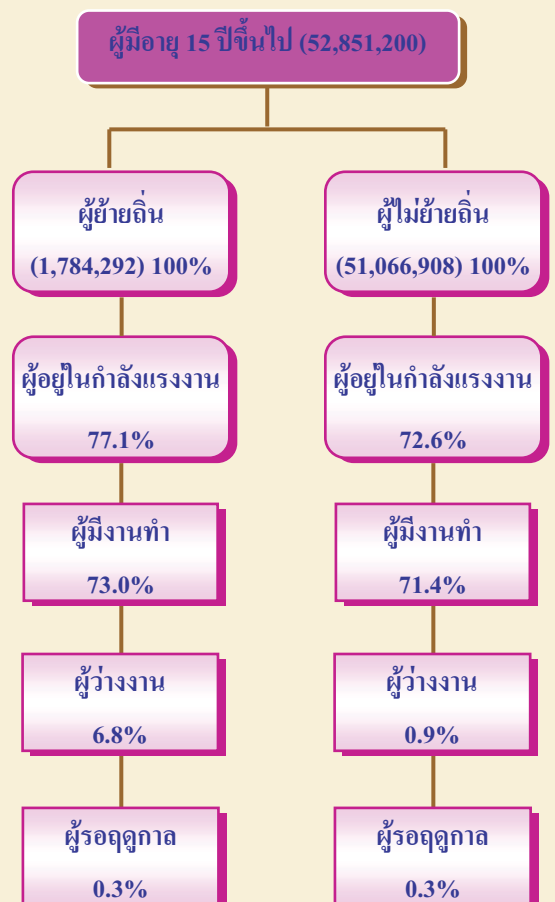 ผู้มีอายุ 15 ปีขึ้นไป (52,851,200)
ผู้ย้ายถิ่น
(1,784,292) 100%
ผู้อยู่ในกำลังแรงงาน
77.1%
ผู้มีงานทำ
73.0%
ผู้ว่างงาน
6.8%
ผู้รอฤดูกาล
0.3%
ผู้ไม่ย้ายถิ่น
(51,066,908) 100%
ผู้อยู่ในกำลังแรงงาน
72.6%
ผู้มีงานทำ
71.4%
ผู้ว่างงาน
0.9%
ผู้รอฤดูกาล
0.3%